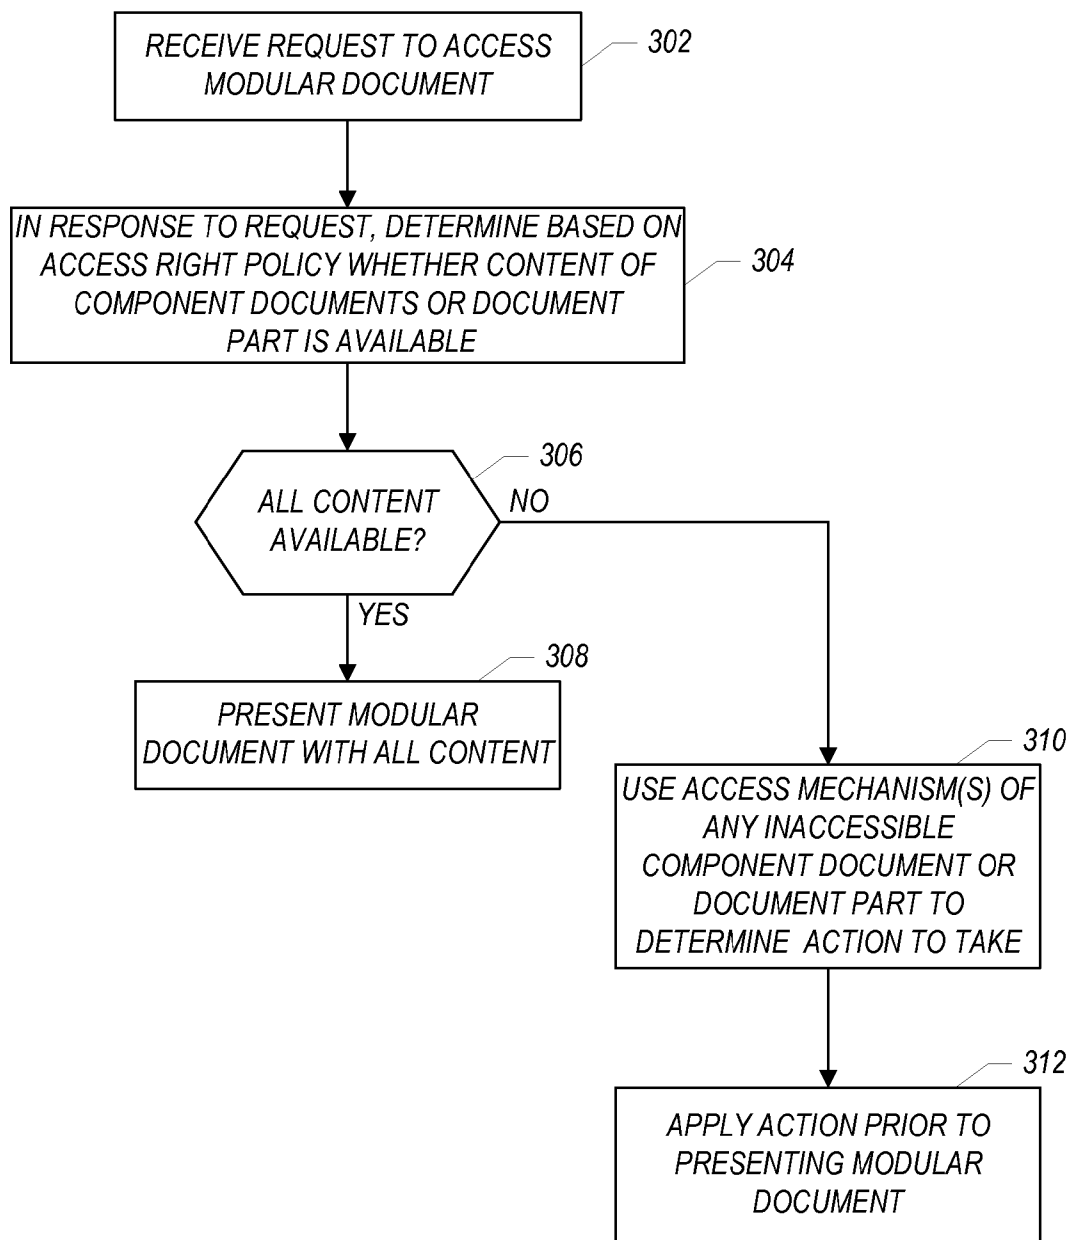 RECEIVE REQUEST TO ACCESS
MODULAR DOCUMENT
302
IN RESPONSE TO REQUEST, DETERMINE BASED ON
ACCESS RIGHT POLICY WHETHER CONTENT OF
COMPONENT DOCUMENTS OR DOCUMENT
PART IS AVAILABLE
304
306
ALL CONTENT
AVAILABLE?
NO
YES
308
PRESENT MODULAR
DOCUMENT WITH ALL CONTENT
310
USE ACCESS MECHANISM(S) OF
ANY INACCESSIBLE
COMPONENT DOCUMENT OR
DOCUMENT PART TO
DETERMINE ACTION TO TAKE
312
APPLY ACTION PRIOR TO
PRESENTING MODULAR
DOCUMENT